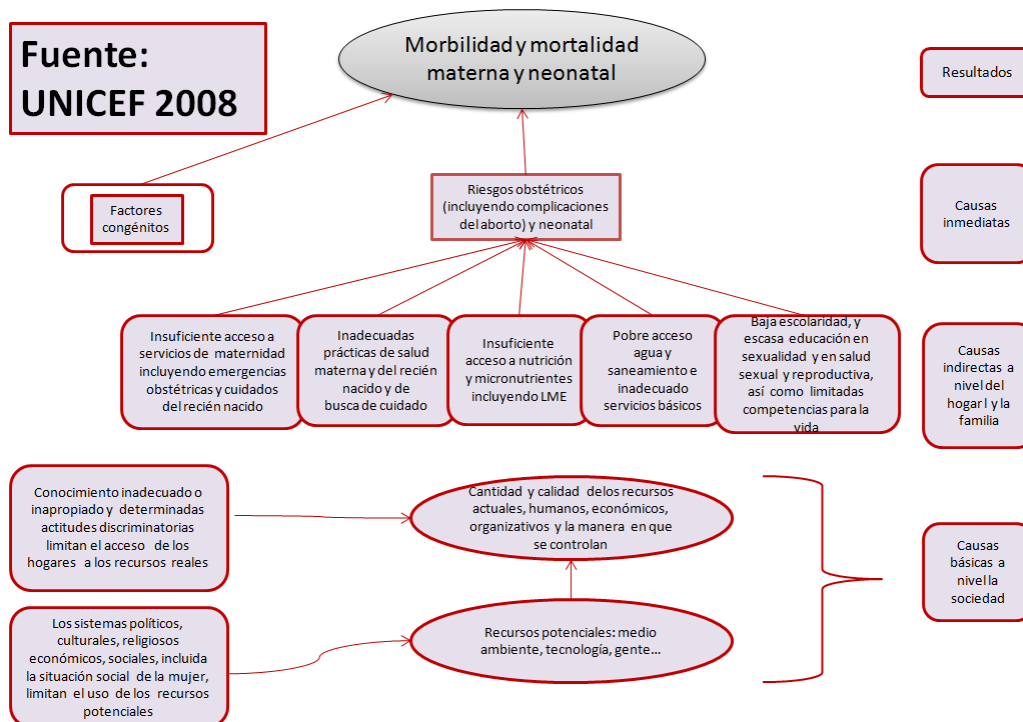 Fuente:
UNICEF 2008
Morbilidad y mortalidad
materna y neonatal
Resultados
Factores
congénitos
Riesgos obstétricos
(incluyendo complicaciones
del aborto) y neonatal
Causas
inmediatas
Insuficiente acceso a
servicios de maternidad
incluyendo emergencias
obstétricas y cuidados
del recién nacido
Inadecuadas
prácticas de salud
materna y del recién
nacido y de
busca de cuidado
Insuficiente
acceso a nutrición
y micronutrientes
incluyendo LME
Pobre acceso
agua y
saneamiento e
inadecuado
servicios básicos
Baja escolaridad, y
escasa educación en
sexualidad y en salud
sexual y reproductiva,
así como limitadas
competencias para la
vida
Causas
indirectas a
nivel del
hogar l y la
familia
Conocimiento inadecuado o
inapropiado y determinadas
actitudes discriminatorias
limitan el acceso de los
hogares a los recursos reales
Cantidad y calidad delos recursos
actuales, humanos, económicos,
organizativos y la manera en que
se controlan
Causas
básicas a
nivel la
sociedad
Los sistemas políticos,
culturales, religiosos
económicos, sociales, incluida
la situación social de la mujer,
limitan el uso de los recursos
potenciales
Recursos potenciales: medio
ambiente, tecnología, gente...